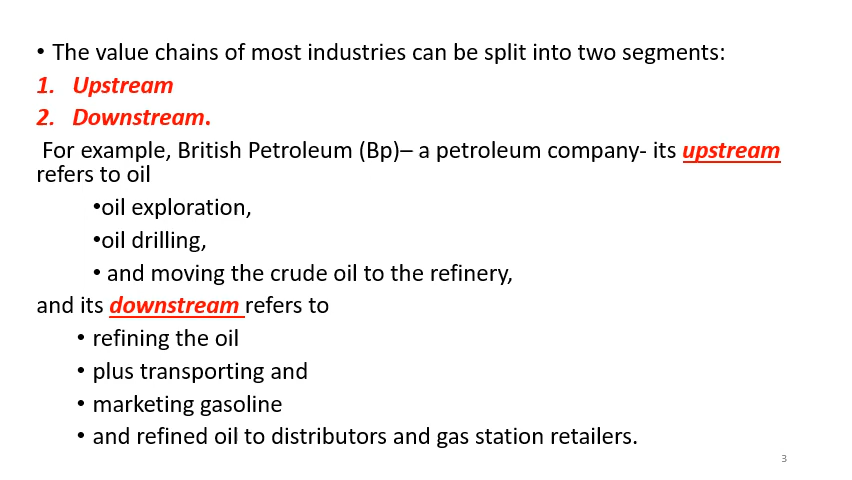 • The value chains of most industries can be split into two segments:
1. Upstream
2. Downstream.
For example, British Petroleum (Bp)– a petroleum company- its upstream
refers to oil
•oil exploration,
•oil drilling,
• and moving the crude oil to the refinery,
and its downstream refers to
• refining the oil
• plus transporting and
• marketing gasoline
• and refined oil to distributors and gas station retailers.
3